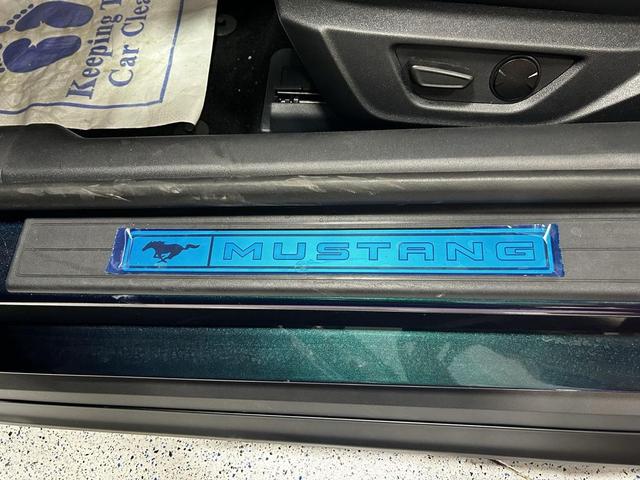 Keeping T
Car Clea
MUSTANG